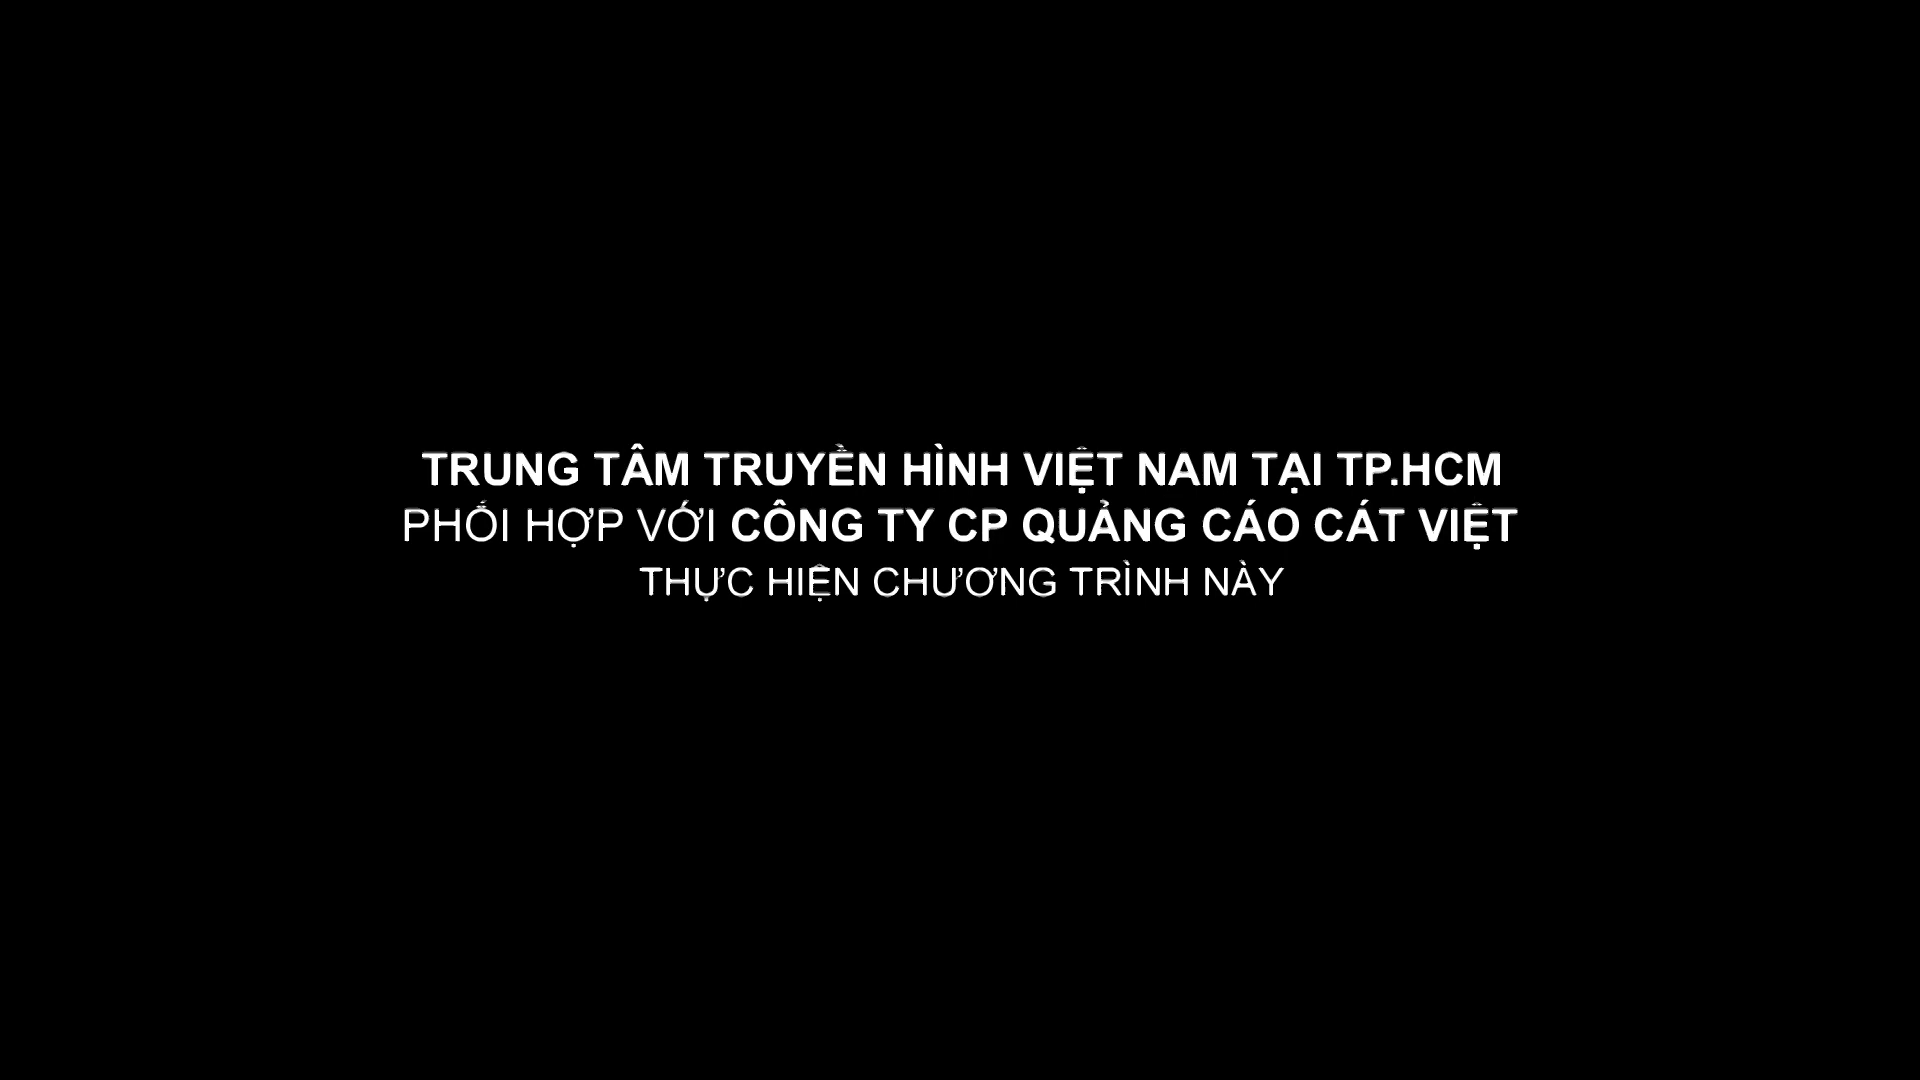 TRUNG TÂM TRUYỀN HÌNH VIỆT NAM TẠI TP.HCM
PHỐI HỢP VỚI CÔNG TY CP QUẢNG CÁO CÁT VIỆT
THỰC HIỆN CHƯƠNG TRÌNH NÀY